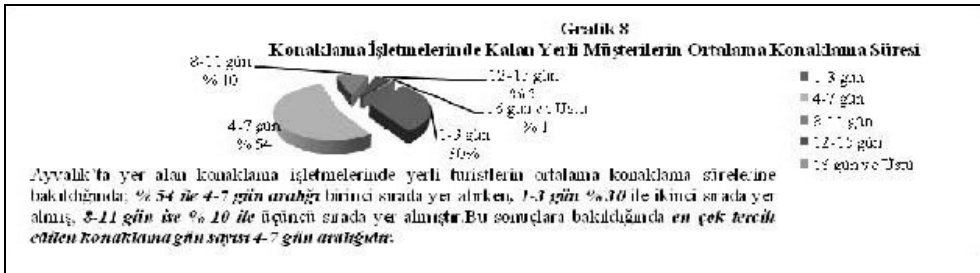 Grafik 8
Konaklama İşletmelerinde Kalan Yerli Müşterilerin Ortalama Konaklama Süresi
8-11 gün
% 10
12-15 gün
% 5
16 gün ve Üstü
% 1
4-7 gün
% 54
1-3 gün
30%
1-3 gün
4-7 gün
8-11 gün
12-15 gün
16 gün ve Üstü
Ayvalık'ta yer alan konaklama işletmelerinde yerli turistlerin ortalama konaklama sürelerine
bakıldığında; % 54 ile 4-7 gün aralığı birinci sırada yer alırken, 1-3 gün %30 ile ikinci sırada yer
almış, 8-11 gün ise % 10 ile üçüncü sırada yer almıştır.Bu sonuçlara bakıldığında en çok tercih
edilen konaklama gün sayısı 4-7 gün aralığıdır.